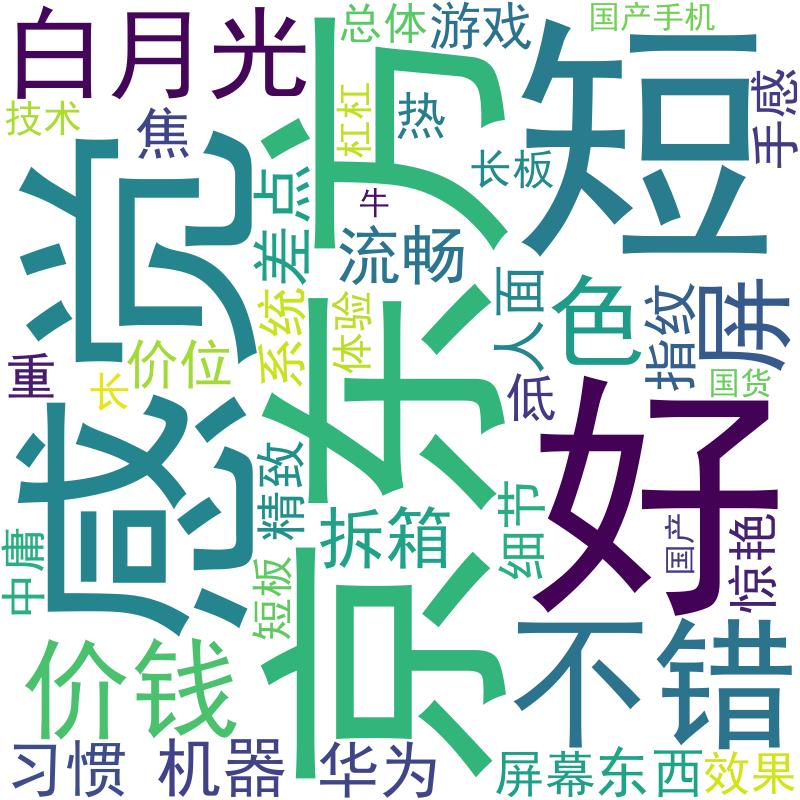 白月光
总体
游戏
国产手机
技术
焦
杠杠
热
短
手感
长板
牛
差点
京东方
感觉
流畅
人面
色
指纹
屏
系统
体验
价位
重
长
低
国货
好
精致
拆箱
细节
国产
惊艳
中庸
短板
价钱
不错
习惯
机器
华为
屏幕
东西
效果